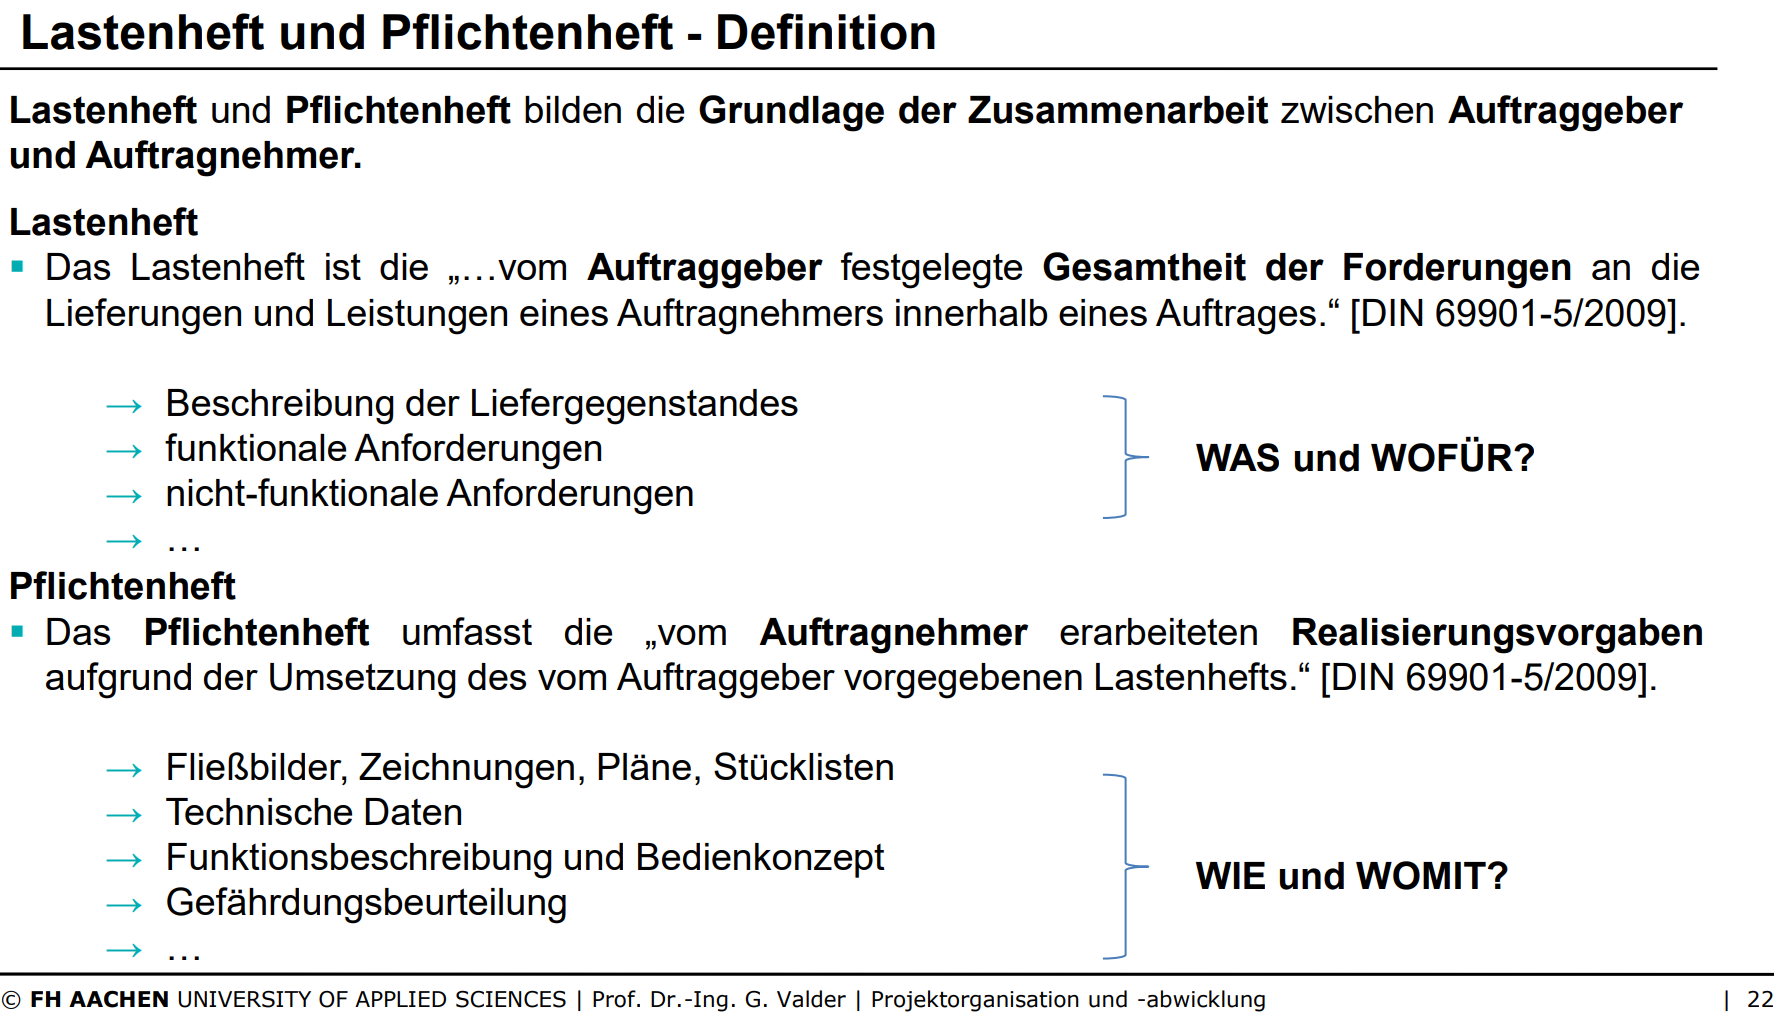 Lastenheft und Pflichtenheft - Definition
Lastenheft und Pflichtenheft bilden die Grundlage der Zusammenarbeit zwischen Auftraggeber
und Auftragnehmer.
Lastenheft
▪ Das Lastenheft ist die „…vom Auftraggeber festgelegte Gesamtheit der Forderungen an die
Lieferungen und Leistungen eines Auftragnehmers innerhalb eines Auftrages.“ [DIN 69901-5/2009].
→ Beschreibung der Liefergegenstandes
→ funktionale Anforderungen
WAS und WOFÜR?
→ nicht-funktionale Anforderungen
→ …
Pflichtenheft
▪ Das Pflichtenheft umfasst die „vom Auftragnehmer erarbeiteten Realisierungsvorgaben
aufgrund der Umsetzung des vom Auftraggeber vorgegebenen Lastenhefts.“ [DIN 69901-5/2009].
→ Fließbilder, Zeichnungen, Pläne, Stücklisten
→ Technische Daten
→ Funktionsbeschreibung und Bedienkonzept
WIE und WOMIT?
→ Gefährdungsbeurteilung
→ …
© FH AACHEN UNIVERSITY OF APPLIED SCIENCES | Prof. Dr.-Ing. G. Valder | Projektorganisation und -abwicklung | 22